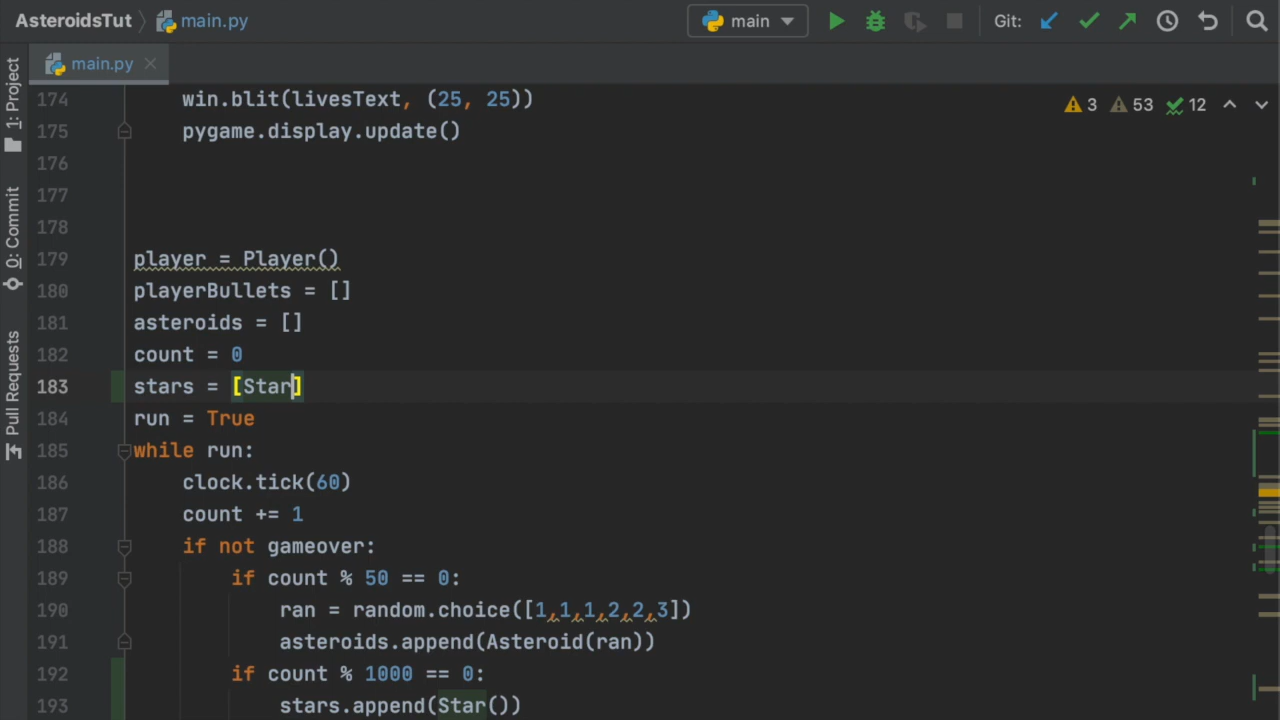 AsteroidsTut main.py main Git:
main.py
1: Project
0: Commit
Pull Requests
3 53 12
174 win.blit(livesText, (25, 25))
175 pygame.display.update()
176
177
178
179 player = Player()
180 playerBullets = []
181 asteroids = []
182 count = 0
183 stars = [Star]
184 run = True
185 while run:
186 clock.tick(60)
187 count += 1
188 if not gameover:
189 if count % 50 == 0:
190 ran = random.choice([1,1,1,2,2,3])
191 asteroids.append(Asteroid(ran))
192 if count % 1000 == 0:
193 stars.append(Star())